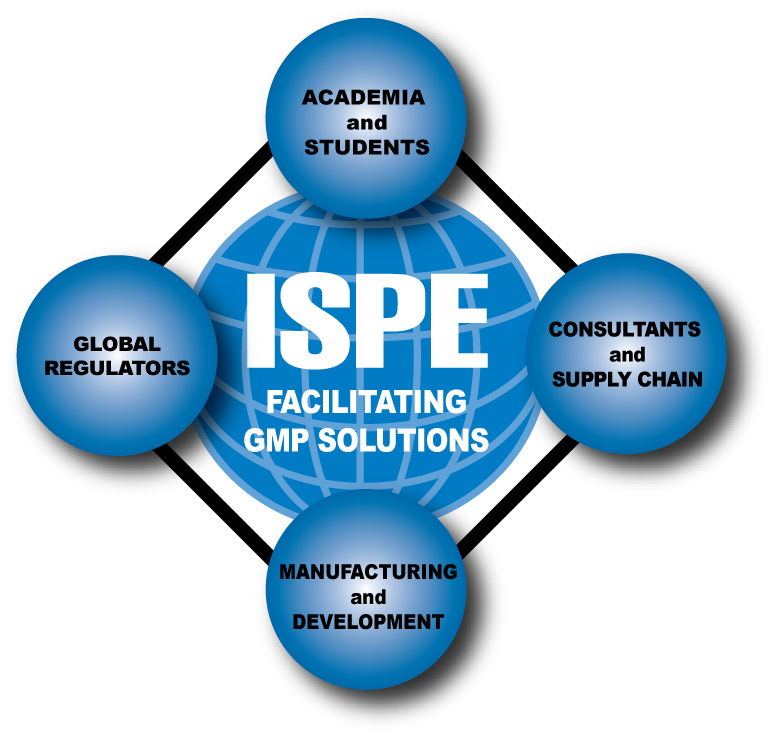 ACADEMIA
and
STUDENTS
ISPE
FACILITATING
GMP SOLUTIONS
GLOBAL
REGULATORS
CONSULTANTS
and
SUPPLY CHAIN
MANUFACTURING
and
DEVELOPMENT